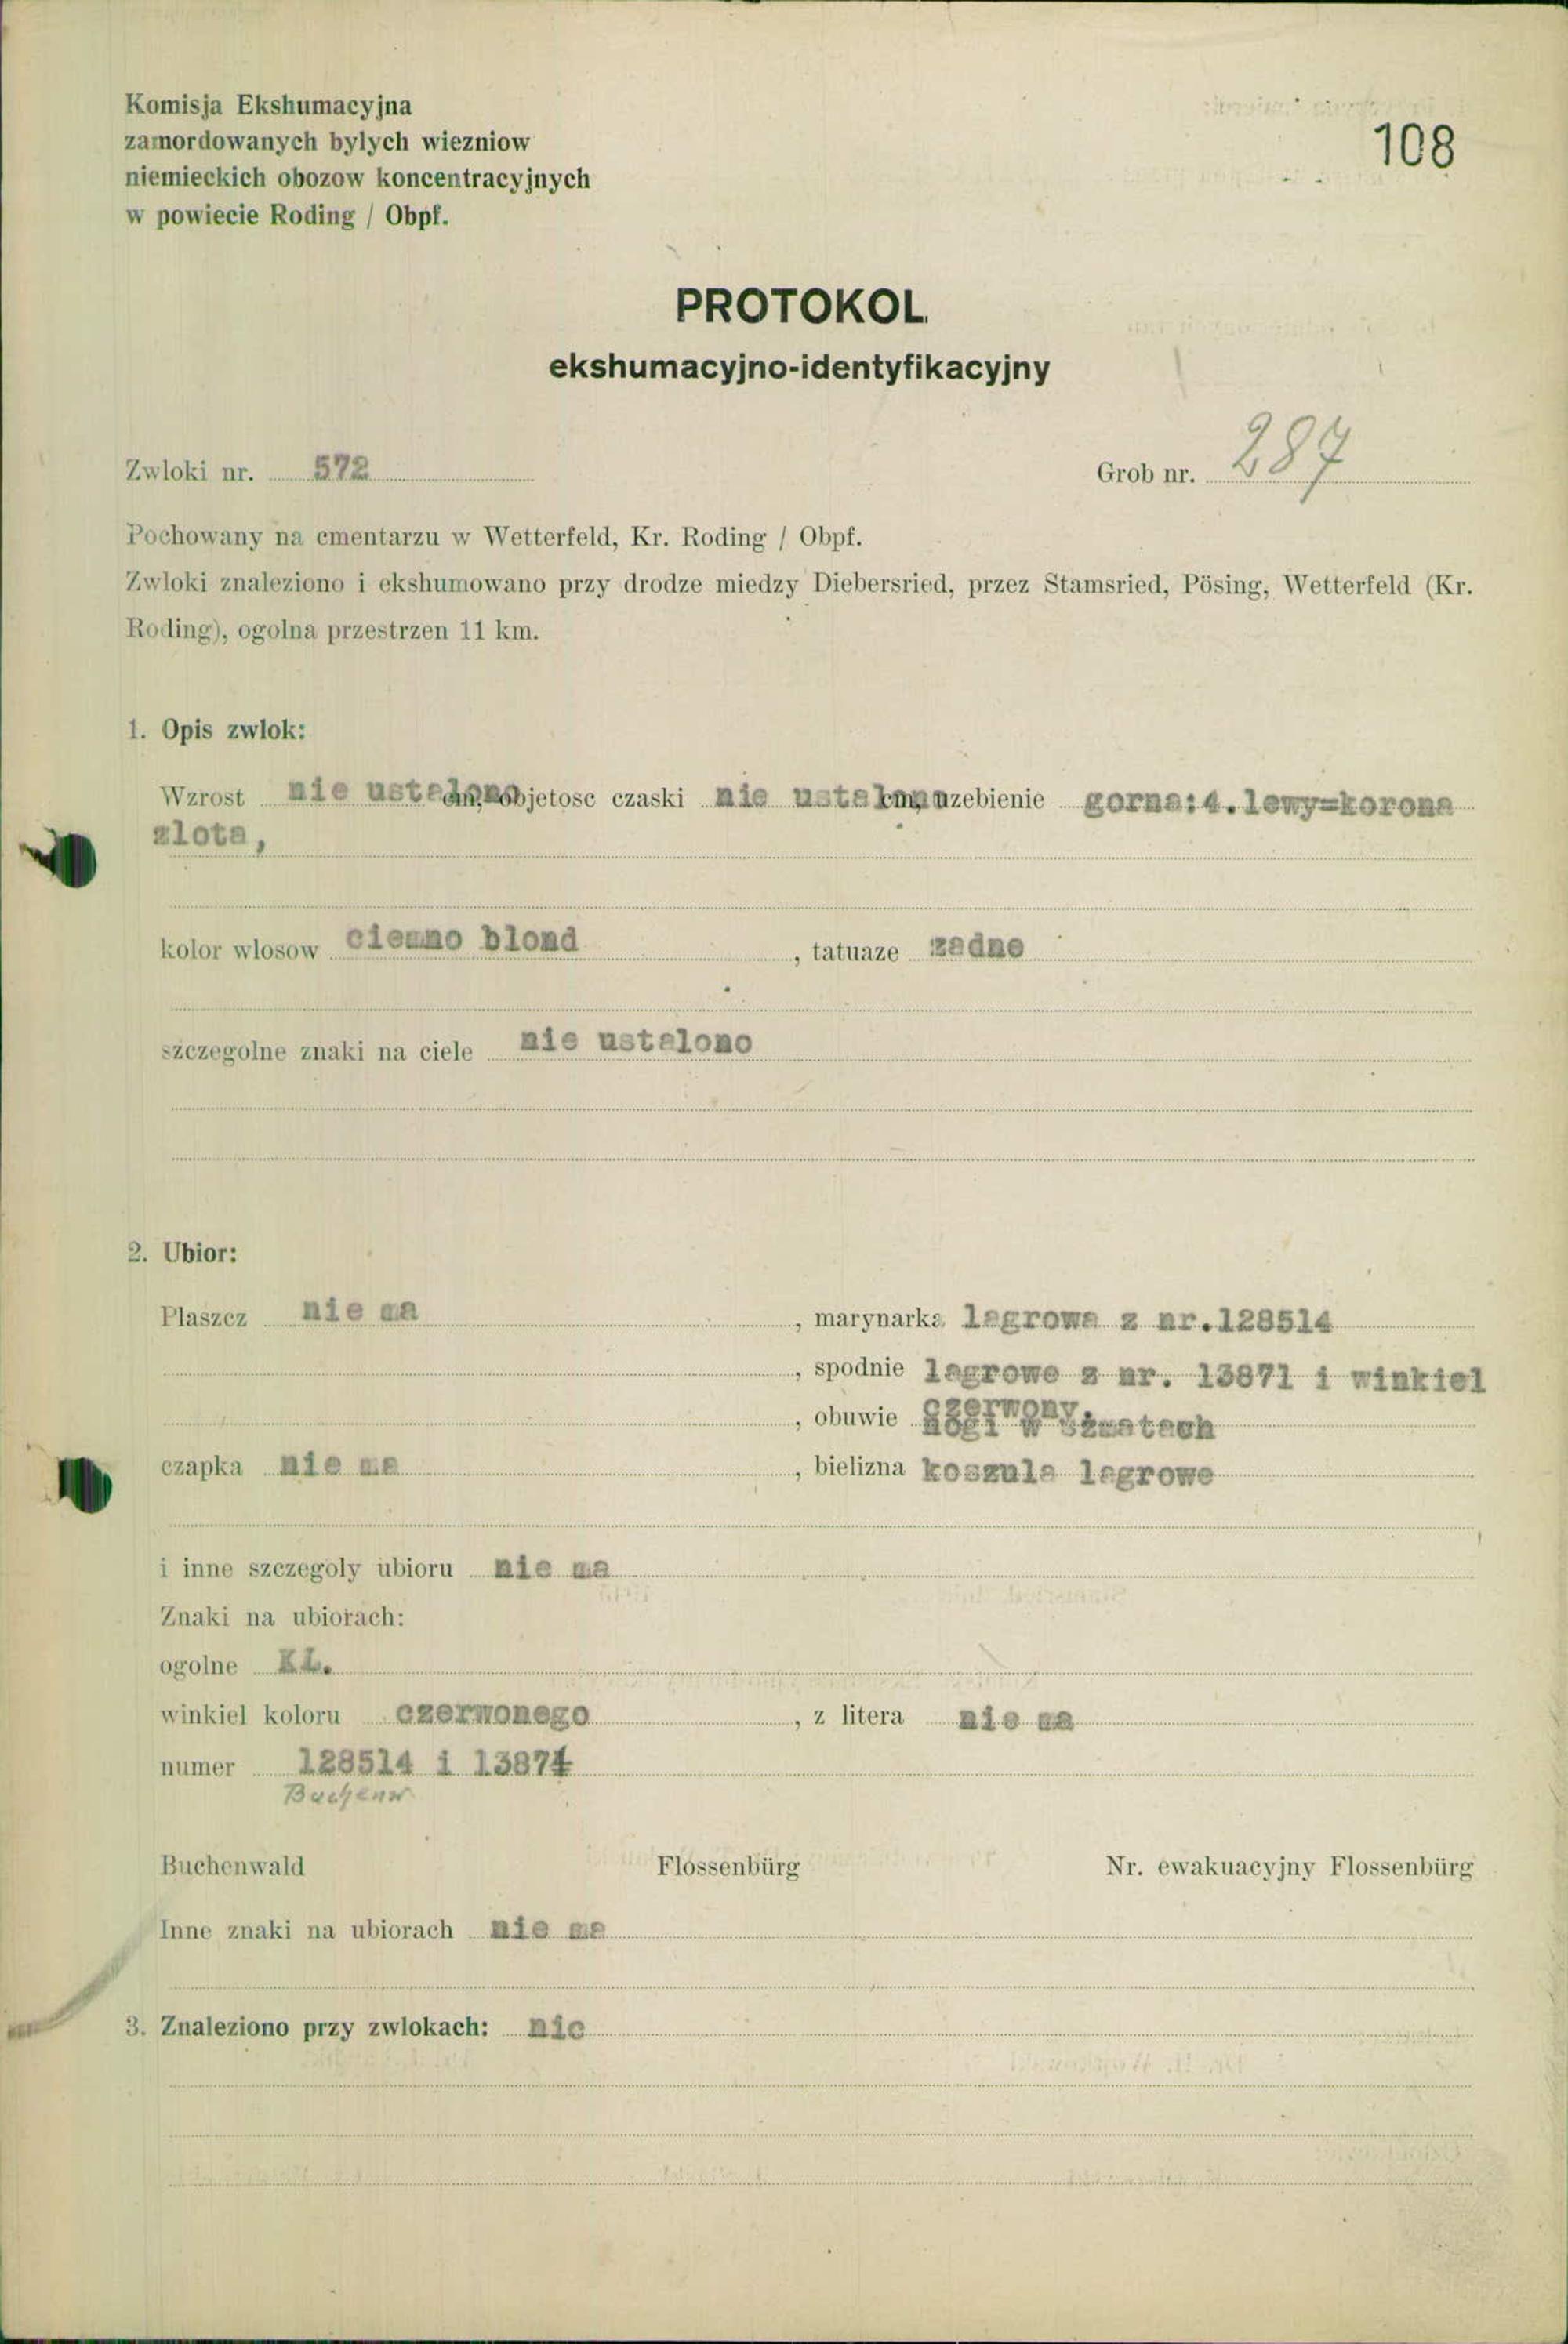 Komisja Ekshumacyjna
108
zamordowanych bylych wiezniow
niemieckich obozow koncentracyjnych
w powiecie Roding / Obpf.
PROTOKOL
ekshumacyjno-identyfikacyjny
Zwloki nr. 572 Grob nr. 287
Pochowany na cmentarzu w Wetterfeld, Kr. Roding / Obpf.
Zwloki znaleziono i ekshumowano przy drodze miedzy Diebersried, przez Stamsried, Pösing, Wetterfeld (Kr.
Roding), ogolna przestrzen 11 km.
1. Opis zwlok:
Wzrost nie ustalono cm, objetosc czaski nie ustalono cm, uzebienie gorna:4.lewy=korona
zlota,
kolor wlosow ciemno blond , tatuaze zadne
szczegolne znaki na ciele nie ustalono
2. Ubior:
Plaszcz nie ma , marynarka lagrowa z nr.128514
, spodnie lagrowe z nr. 13871 i winkiel
czerwony.
, obuwie nogi w szmatach
czapka nie ma , bielizna koszula lagrowe
i inne szczegoly ubioru nie ma
Znaki na ubiorach:
ogolne KL.
winkiel koloru czerwonego , z litera nie ma
numer 128514 i 13871
Buchenw
Buchenwald Flossenbürg Nr. ewakuacyjny Flossenbürg
Inne znaki na ubiorach nie ma
3. Znaleziono przy zwlokach: nic